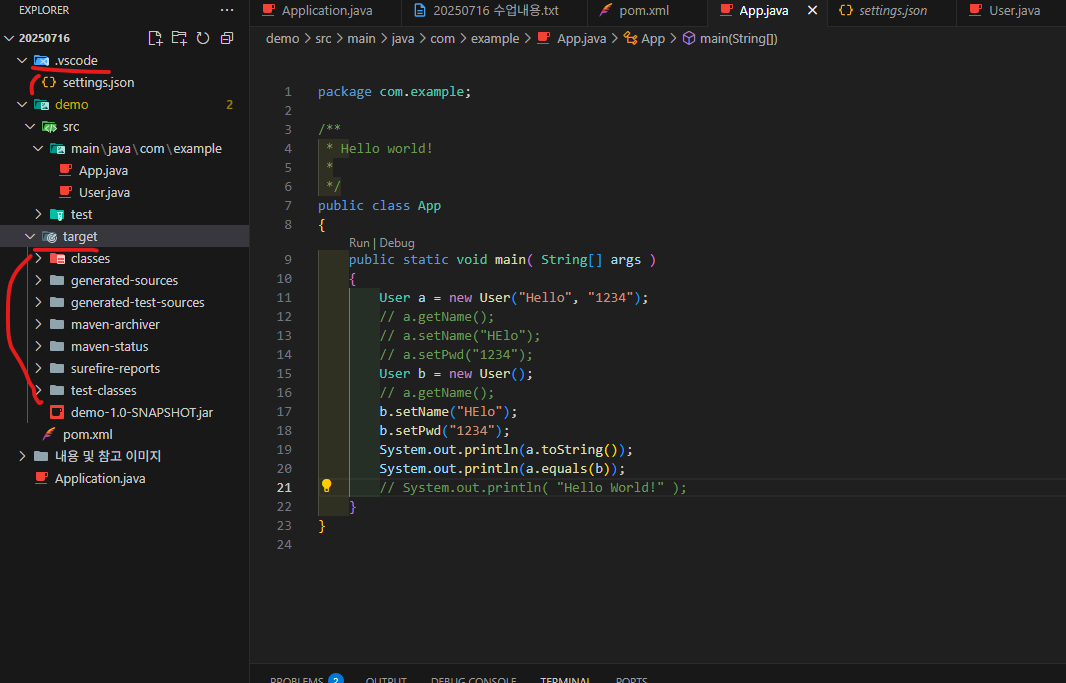 EXPLORER ···
20250716
.vscode
settings.json
demo 2
src
main\java\com\example
App.java
User.java
test
target
classes
generated-sources
generated-test-sources
maven-archiver
maven-status
surefire-reports
test-classes
demo-1.0-SNAPSHOT.jar
pom.xml
내용 및 참고 이미지
Application.java
Application.java 20250716 수업내용.txt pom.xml App.java settings.json User.java
demo > src > main > java > com > example > App.java > App > main(String[])
1 package com.example;
2
3 /**
4  * Hello world!
5  *
6  */
7 public class App
8 {
Run | Debug
9     public static void main( String[] args )
10     {
11         User a = new User("Hello", "1234");
12         // a.getName();
13         // a.setName("HElo");
14         // a.setPwd("1234");
15         User b = new User();
16         // a.getName();
17         b.setName("HElo");
18         b.setPwd("1234");
19         System.out.println(a.toString());
20         System.out.println(a.equals(b));
21         // System.out.println( "Hello World!" );
22     }
23 }
24
PROBLEMS 2 OUTPUT DEBUG CONSOLE TERMINAL PORTS